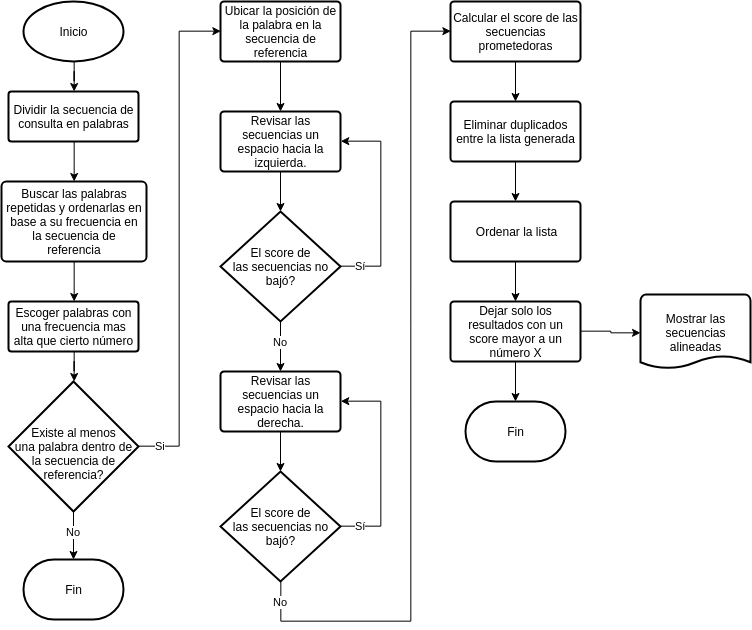 Inicio
Dividir la secuencia de
consulta en palabras
Buscar las palabras
repetidas y ordenarlas en
base a su frecuencia en
la secuencia de
referencia
Escoger palabras con
una frecuencia mas
alta que cierto número
Existe al menos
una palabra dentro de
la secuencia de
referencia?
Si
No
Fin
Ubicar la posición de
la palabra en la
secuencia de
referencia
Revisar las
secuencias un
espacio hacia la
izquierda.
El score de
las secuencias no
bajó?
Sí
No
Revisar las
secuencias un
espacio hacia la
derecha.
El score de
las secuencias no
bajó?
Sí
No
Calcular el score de las
secuencias
prometedoras
Eliminar duplicados
entre la lista generada
Ordenar la lista
Dejar solo los
resultados con un
score mayor a un
número X
Mostrar las
secuencias
alineadas
Fin